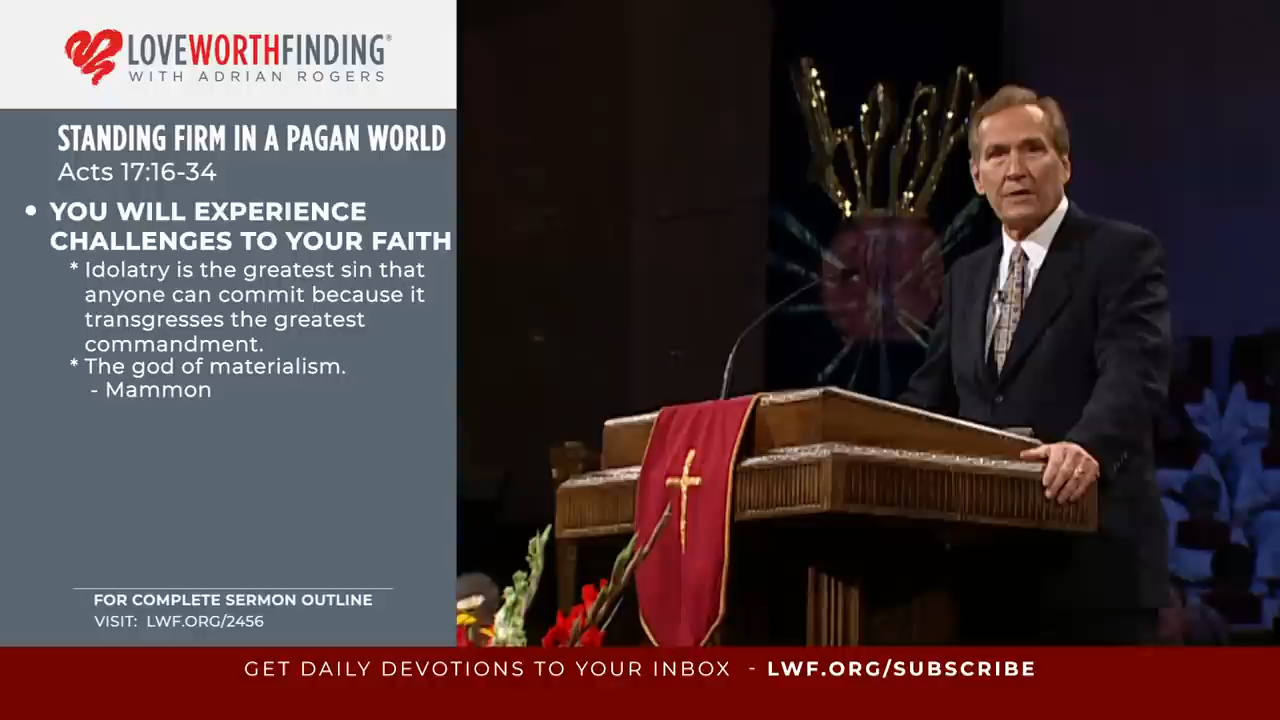 LOVEWORTHFINDING®
WITH ADRIAN ROGERS
STANDING FIRM IN A PAGAN WORLD
Acts 17:16-34
• YOU WILL EXPERIENCE
CHALLENGES TO YOUR FAITH
* Idolatry is the greatest sin that
anyone can commit because it
transgresses the greatest
commandment.
* The god of materialism.
- Mammon
FOR COMPLETE SERMON OUTLINE
VISIT: LWF.ORG/2456
GET DAILY DEVOTIONS TO YOUR INBOX - LWF.ORG/SUBSCRIBE